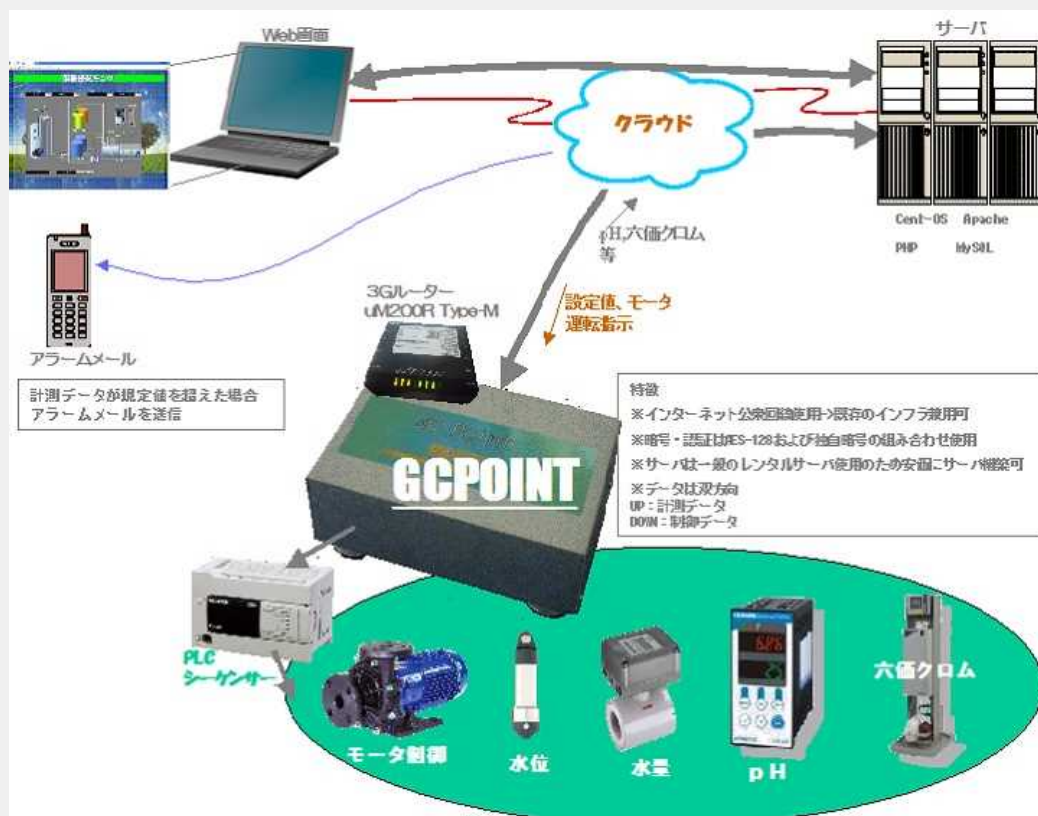 Web画面
サーバ
クラウド
Cent-OS Apache
PHP MySQL
pH,六価クロム
等
3Gルーター
uM200R Type-M
設定値、モータ
運転指示
アラームメール
計測データが規定値を超えた場合
アラームメールを送信
特徴
※インターネット公衆回線使用->既存のインフラ兼用可
※暗号・認証はAES-128および独自暗号の組み合わせ使用
※サーバは一般のレンタルサーバ使用のため安価にサーバ構築可
※データは双方向
UP：計測データ
DOWN：制御データ
GCPOINT
PLC
シーケンサー
モータ制御
水位
水量
pH
六価クロム